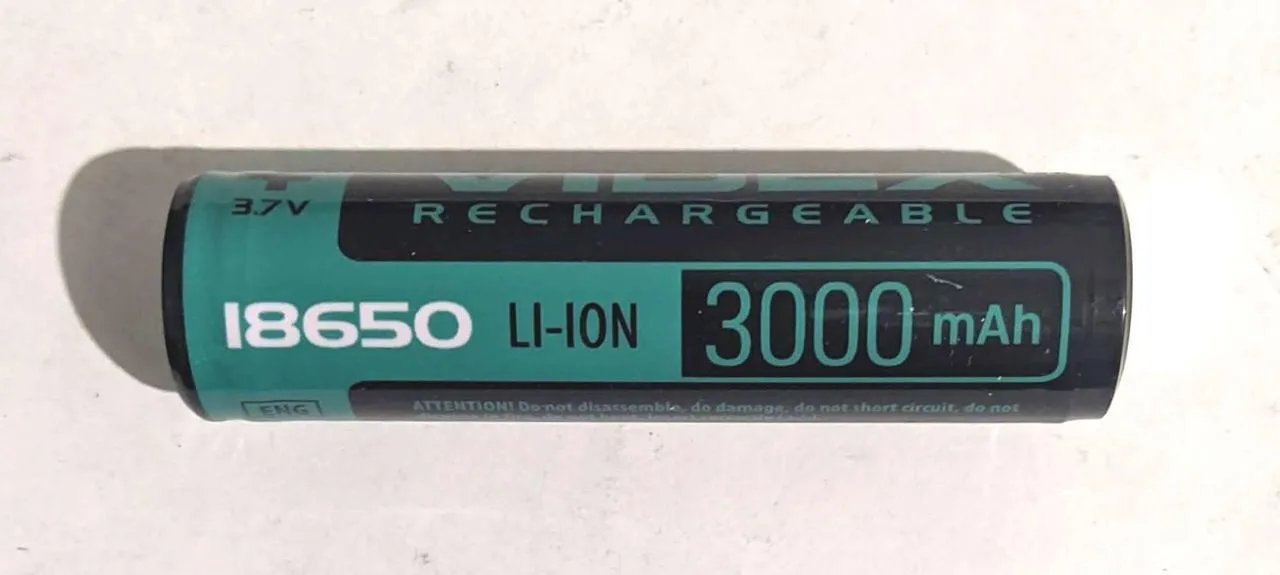 +
3.7V
VIDEX
RECHARGEABLE
18650 LI-ION 3000 mAh
ENG
ATTENTION! Do not disassemble, do damage, do not short circuit, do not